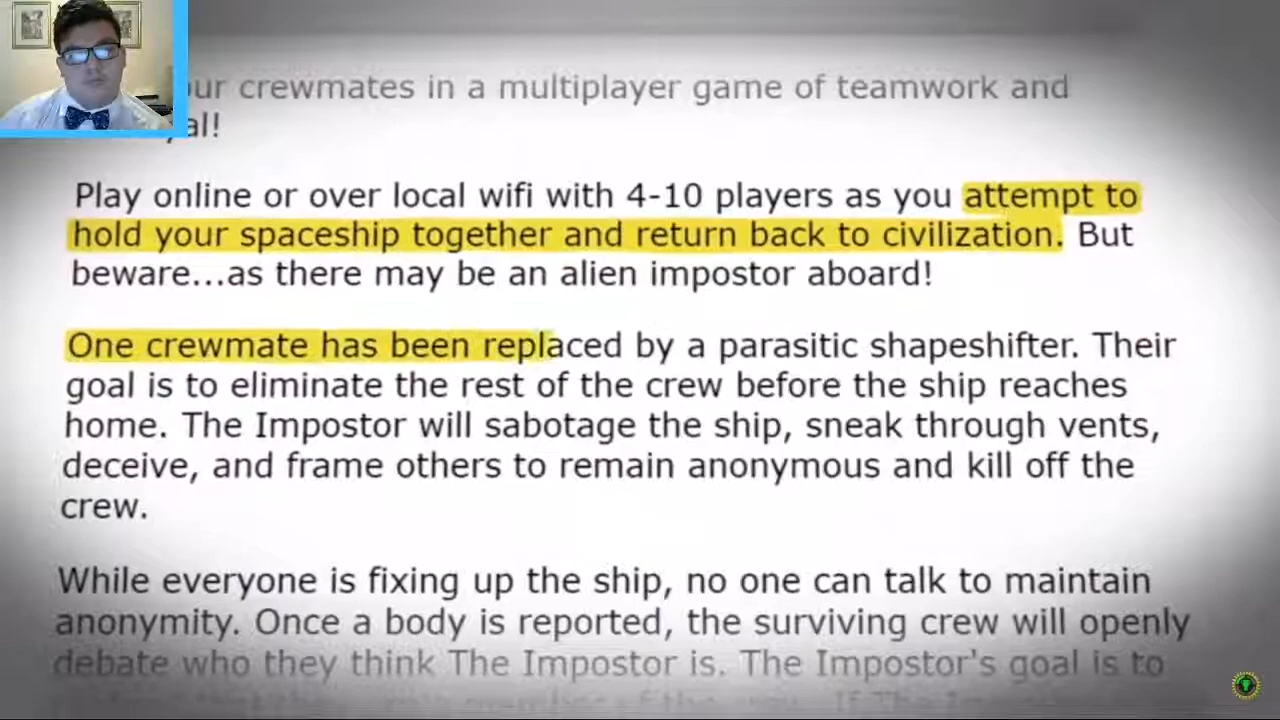 ur crewmates in a multiplayer game of teamwork and
al!
Play online or over local wifi with 4-10 players as you attempt to
hold your spaceship together and return back to civilization. But
beware...as there may be an alien impostor aboard!
One crewmate has been replaced by a parasitic shapeshifter. Their
goal is to eliminate the rest of the crew before the ship reaches
home. The Impostor will sabotage the ship, sneak through vents,
deceive, and frame others to remain anonymous and kill off the
crew.
While everyone is fixing up the ship, no one can talk to maintain
anonymity. Once a body is reported, the surviving crew will openly
debate who they think The Impostor is. The Impostor's goal is to